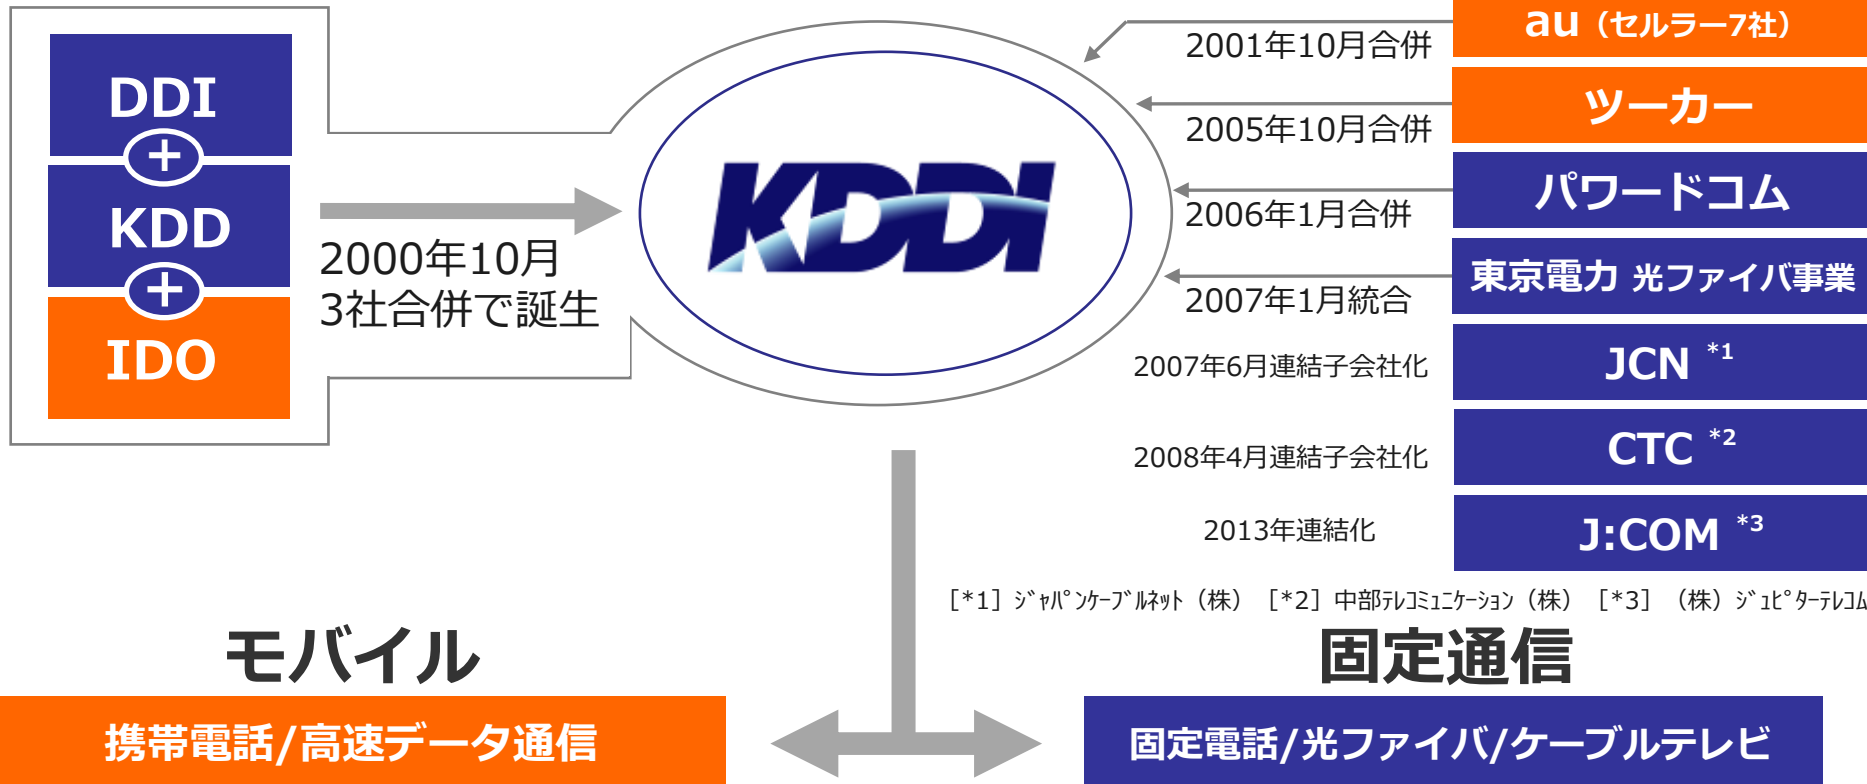 DDI
+
KDD
+
IDO
2000年10月
3社合併で誕生
KDDI
2001年10月合併
au（セルラー7社）
2005年10月合併
ツーカー
2006年1月合併
パワードコム
2007年1月統合
東京電力 光ファイバ事業
2007年6月連結子会社化
JCN *1
2008年4月連結子会社化
CTC *2
2013年連結化
J:COM *3
［*1］ｼﾞｬﾊﾟﾝｹｰﾌﾞﾙﾈｯﾄ（株）［*2］中部ﾃﾚｺﾐｭﾆｹｰｼｮﾝ（株）［*3］（株）ｼﾞｭﾋﾟﾀｰﾃﾚｺﾑ
モバイル
携帯電話/高速データ通信
固定通信
固定電話/光ファイバ/ケーブルテレビ